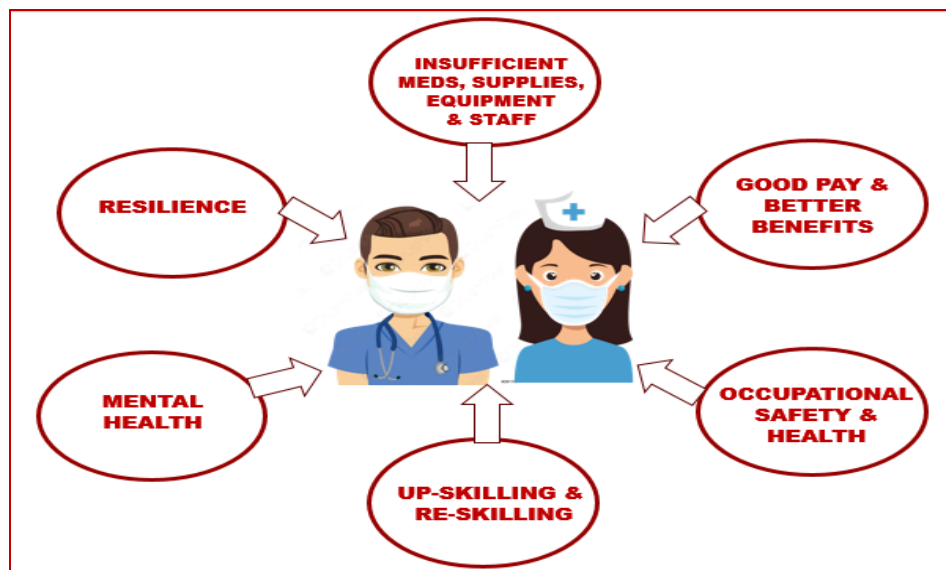 INSUFFICIENT
MEDS, SUPPLIES,
EQUIPMENT
& STAFF
RESILIENCE
GOOD PAY &
BETTER
BENEFITS
MENTAL
HEALTH
OCCUPATIONAL
SAFETY &
HEALTH
UP-SKILLING &
RE-SKILLING